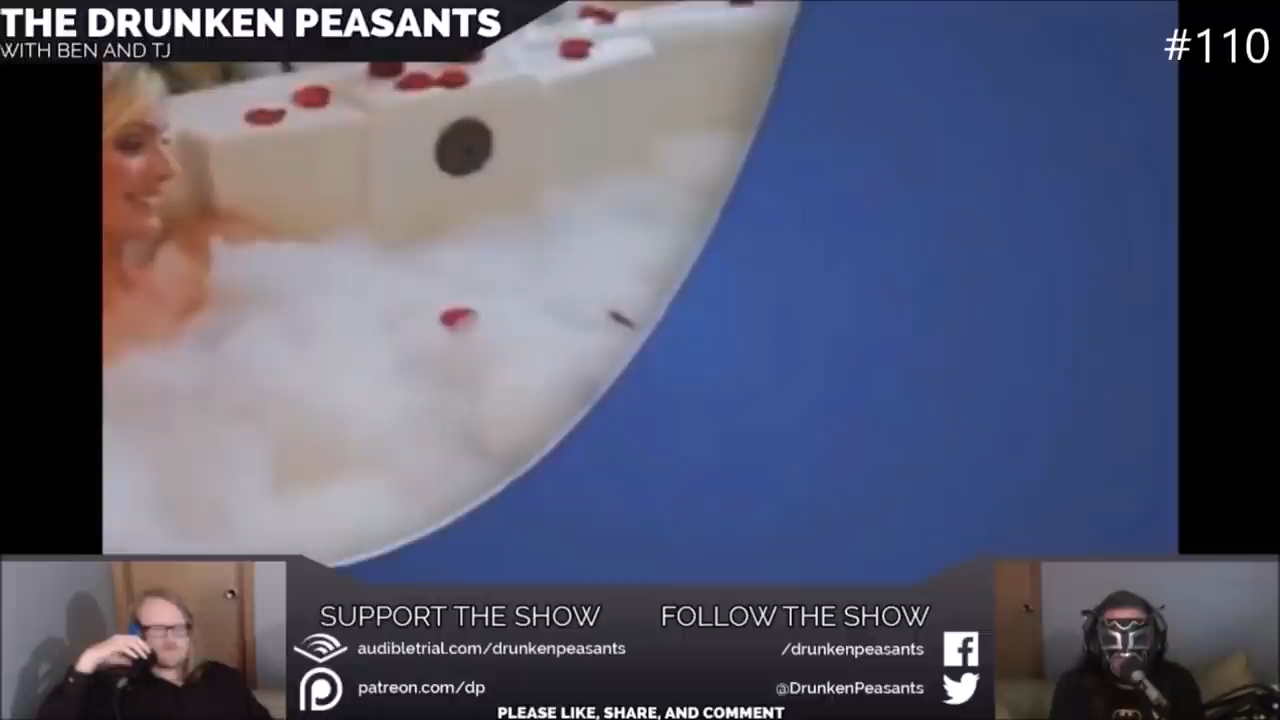 THE DRUNKEN PEASANTS
WITH BEN AND TJ
#110
SUPPORT THE SHOW
audibletrial.com/drunkenpeasants
patreon.com/dp
FOLLOW THE SHOW
/drunkenpeasants
@DrunkenPeasants
PLEASE LIKE, SHARE, AND COMMENT